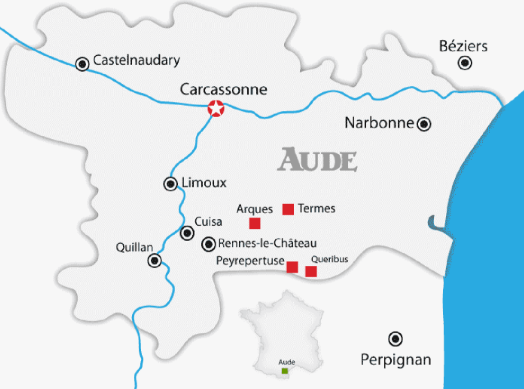 Béziers
Castelnaudary
Carcassonne
Narbonne
AUDE
Limoux
Arques
Termes
Cuisa
Rennes-le-Château
Quillan
Peyrepertuse
Queribus
Aude
Perpignan